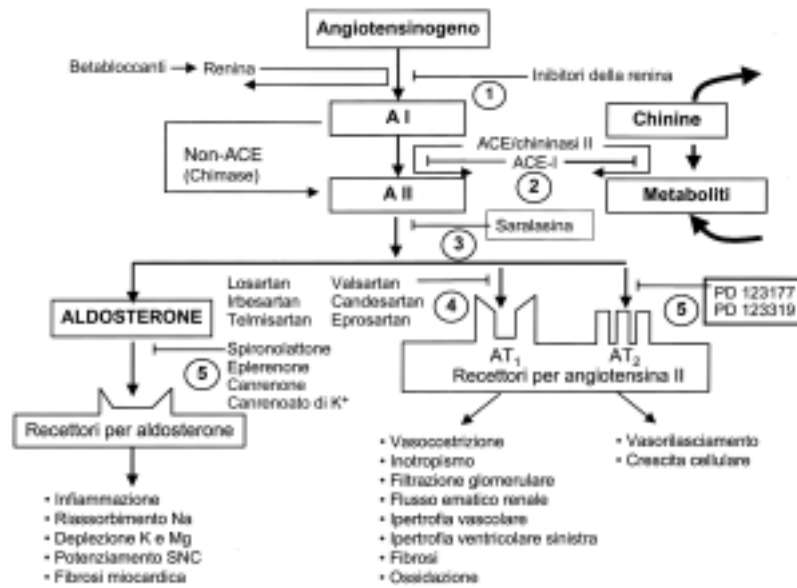 Angiotensinogeno
Betabloccanti
Renina
Inibitori della renina
1
A I
Chinine
Non-ACE
(Chimase)
ACE/chininasi II
ACE-I
2
A II
Metaboliti
Saralasina
3
Losartan
Irbesartan
Telmisartan
Valsartan
Candesartan
Eprosartan
4
5
PD 123177
PD 123319
ALDOSTERONE
AT1
AT2
Recettori per angiotensina II
5
Spironolattone
Eplerenone
Canrenone
Canrenoato di K+
Recettori per aldosterone
• Infiammazione
• Riassorbimento Na
• Deplezione K e Mg
• Potenziamento SNC
• Fibrosi miocardica
• Vasocostrizione
• Inotropismo
• Filtrazione glomerulare
• Flusso ematico renale
• Ipertrofia vascolare
• Ipertrofia ventricolare sinistra
• Fibrosi
• Ossidazione
• Vasorilasciamento
• Crescita cellulare